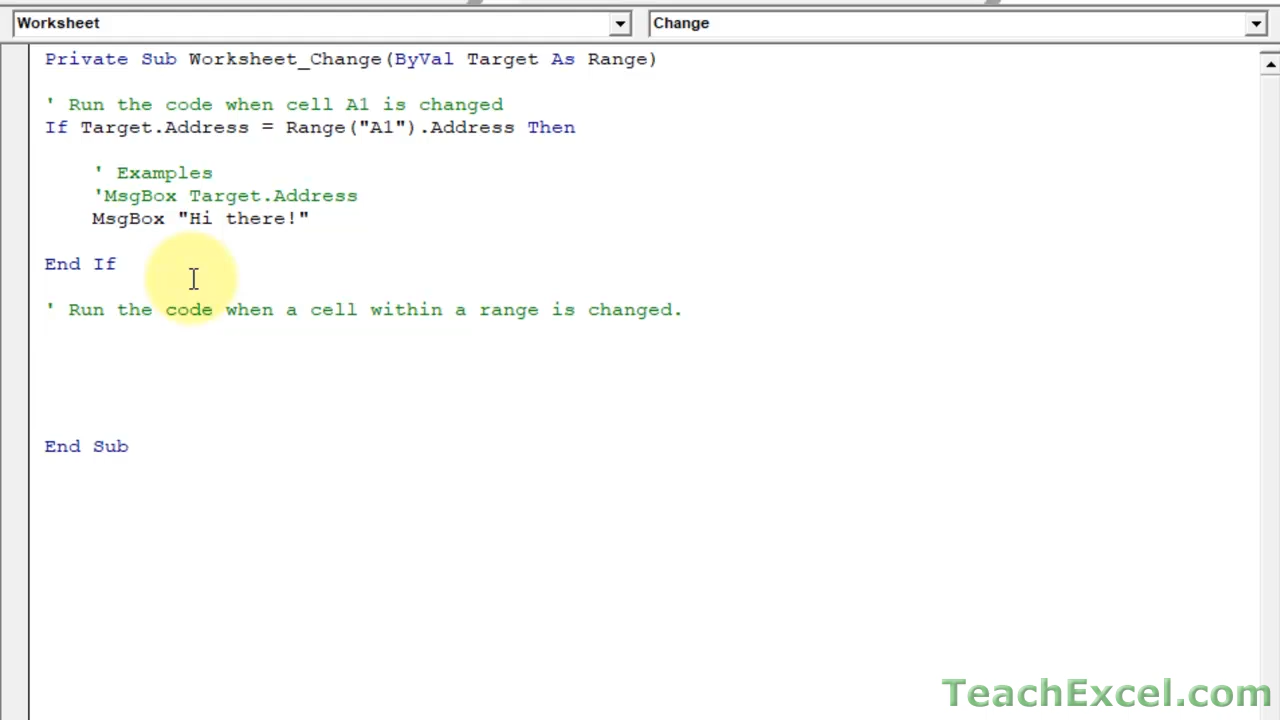 Worksheet
Change
Private Sub Worksheet_Change(ByVal Target As Range)
' Run the code when cell A1 is changed
If Target.Address = Range("A1").Address Then
' Examples
'MsgBox Target.Address
MsgBox "Hi there!"
End If
' Run the code when a cell within a range is changed.
End Sub
TeachExcel.com